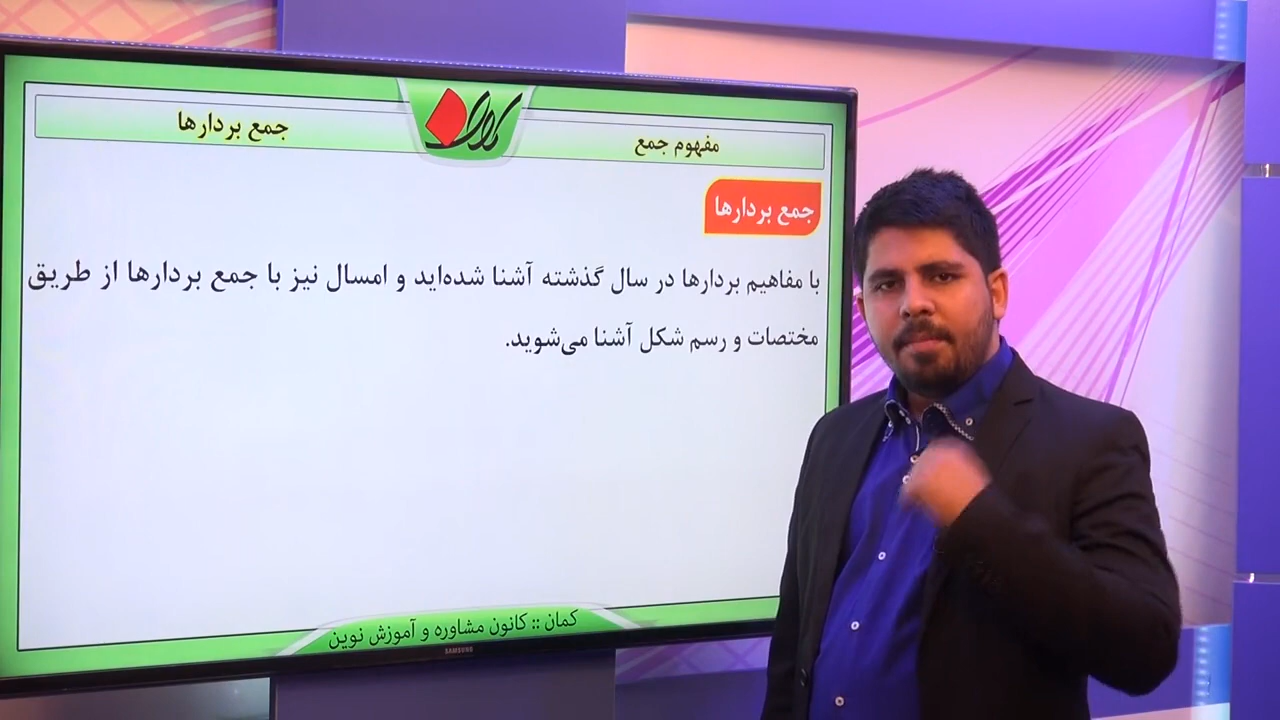 مفهوم جمع
جمع بردارها
جمع بردارها
با مفاهیم بردارها در سال گذشته آشنا شده‌اید و امسال نیز با جمع بردارها از طریق
مختصات و رسم شکل آشنا می‌شوید.
کمان :: کانون مشاوره و آموزش نوین
SAMSUNG